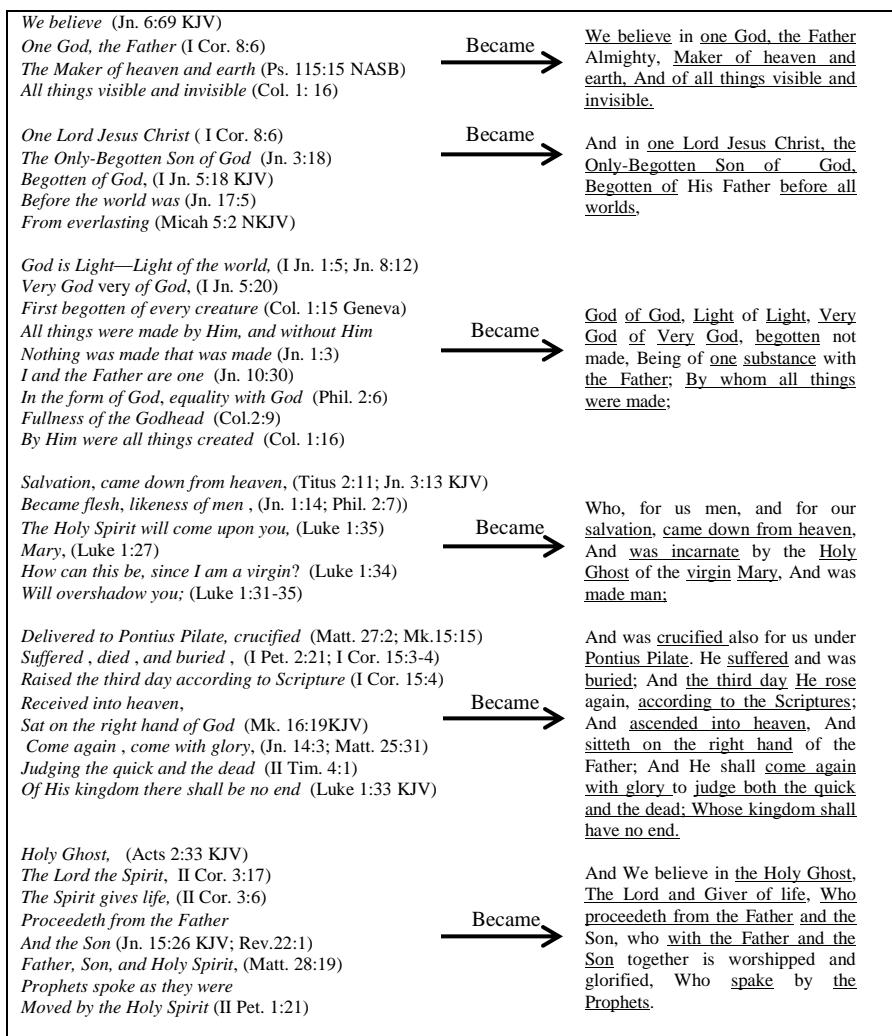 We believe (Jn. 6:69 KJV)
One God, the Father (I Cor. 8:6)
The Maker of heaven and earth (Ps. 115:15 NASB)
All things visible and invisible (Col. 1: 16)
Became
We believe in one God, the Father
Almighty, Maker of heaven and
earth, And of all things visible and
invisible.
One Lord Jesus Christ ( I Cor. 8:6)
The Only-Begotten Son of God (Jn. 3:18)
Begotten of God, (I Jn. 5:18 KJV)
Before the world was (Jn. 17:5)
From everlasting (Micah 5:2 NKJV)
Became
And in one Lord Jesus Christ, the
Only-Begotten Son of God,
Begotten of His Father before all
worlds,
God is Light—Light of the world, (I Jn. 1:5; Jn. 8:12)
Very God very of God, (I Jn. 5:20)
First begotten of every creature (Col. 1:15 Geneva)
All things were made by Him, and without Him
Nothing was made that was made (Jn. 1:3)
I and the Father are one (Jn. 10:30)
In the form of God, equality with God (Phil. 2:6)
Fullness of the Godhead (Col.2:9)
By Him were all things created (Col. 1:16)
Became
God of God, Light of Light, Very
God of Very God, begotten not
made, Being of one substance with
the Father; By whom all things
were made;
Salvation, came down from heaven, (Titus 2:11; Jn. 3:13 KJV)
Became flesh, likeness of men , (Jn. 1:14; Phil. 2:7))
The Holy Spirit will come upon you, (Luke 1:35)
Mary, (Luke 1:27)
How can this be, since I am a virgin? (Luke 1:34)
Will overshadow you; (Luke 1:31-35)
Became
Who, for us men, and for our
salvation, came down from heaven,
And was incarnate by the Holy
Ghost of the virgin Mary, And was
made man;
Delivered to Pontius Pilate, crucified (Matt. 27:2; Mk.15:15)
Suffered , died , and buried , (I Pet. 2:21; I Cor. 15:3-4)
Raised the third day according to Scripture (I Cor. 15:4)
Received into heaven,
Sat on the right hand of God (Mk. 16:19KJV)
Come again , come with glory, (Jn. 14:3; Matt. 25:31)
Judging the quick and the dead (II Tim. 4:1)
Of His kingdom there shall be no end (Luke 1:33 KJV)
Became
And was crucified also for us under
Pontius Pilate. He suffered and was
buried; And the third day He rose
again, according to the Scriptures;
And ascended into heaven, And
sitteth on the right hand of the
Father; And He shall come again
with glory to judge both the quick
and the dead; Whose kingdom shall
have no end.
Holy Ghost, (Acts 2:33 KJV)
The Lord the Spirit, II Cor. 3:17)
The Spirit gives life, (II Cor. 3:6)
Proceedeth from the Father
And the Son (Jn. 15:26 KJV; Rev.22:1)
Father, Son, and Holy Spirit, (Matt. 28:19)
Prophets spoke as they were
Moved by the Holy Spirit (II Pet. 1:21)
Became
And We believe in the Holy Ghost,
The Lord and Giver of life, Who
proceedeth from the Father and the
Son, who with the Father and the
Son together is worshipped and
glorified, Who spake by the
Prophets.